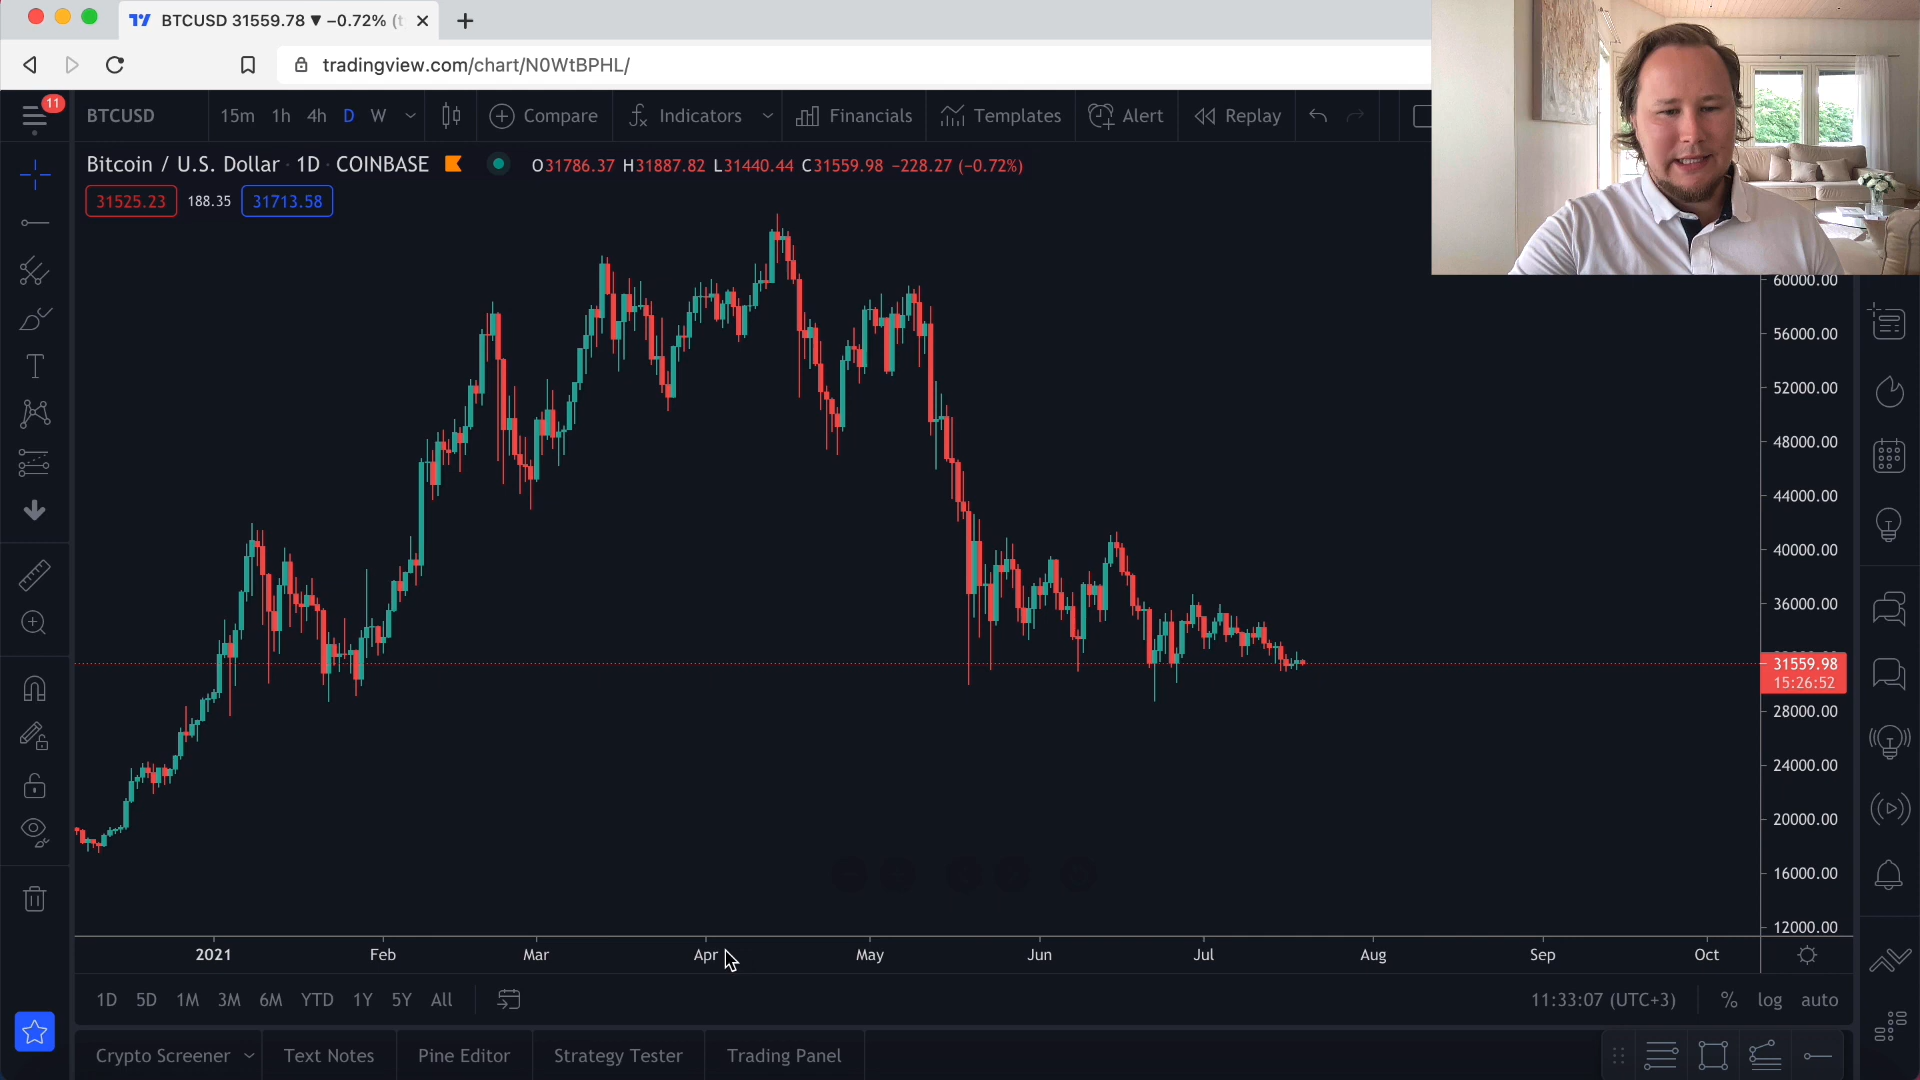 BTCUSD 31559.78 ▼ −0.72% (
tradingview.com/chart/N0WtBPHL/
11
BTCUSD 15m 1h 4h D W Compare Indicators Financials Templates Alert Replay
Bitcoin / U.S. Dollar · 1D · COINBASE O31786.37 H31887.82 L31440.44 C31559.98 −228.27 (−0.72%)
31525.23 188.35 31713.58
60000.00
56000.00
52000.00
48000.00
44000.00
40000.00
36000.00
31559.98
15:26:52
28000.00
24000.00
20000.00
16000.00
12000.00
2021 Feb Mar Apr May Jun Jul Aug Sep Oct
1D 5D 1M 3M 6M YTD 1Y 5Y All 11:33:07 (UTC+3) % log auto
Crypto Screener Text Notes Pine Editor Strategy Tester Trading Panel